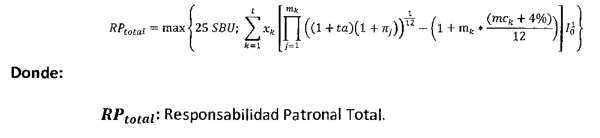 RP_total = max { 25 SBU; ∑_{k=1}^{t} x_k [ ∏_{j=1}^{m_k} ((1 + ta)(1 + π_j))^{1/12} − (1 + m_k * (mc_k + 4%)/12) ] I_0^1 }
Donde:
RP_total: Responsabilidad Patronal Total.